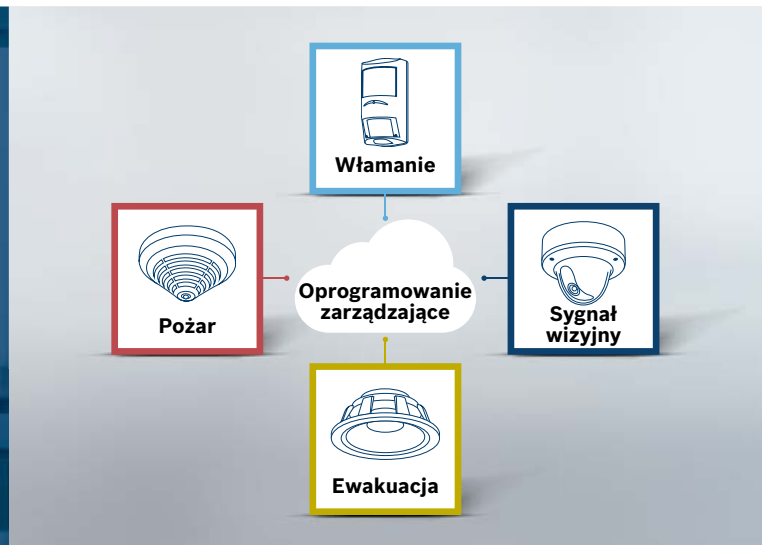 Włamanie
Pożar
Oprogramowanie
zarządzające
Sygnał
wizyjny
Ewakuacja